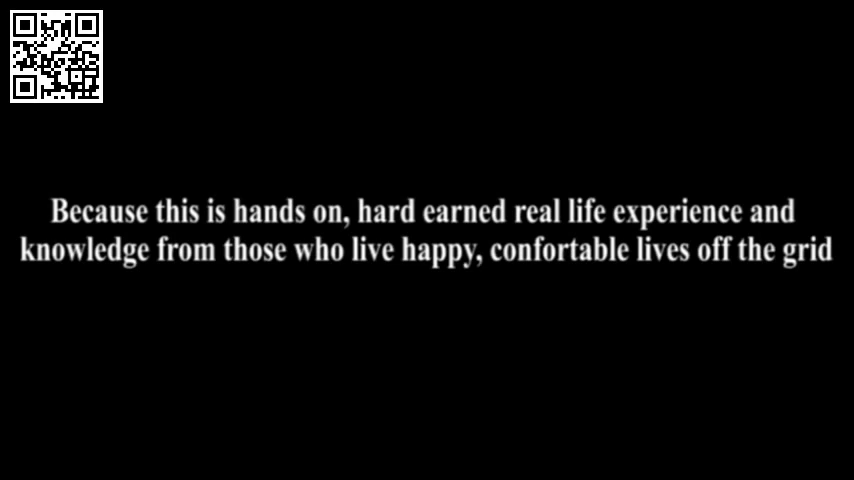 Because this is hands on, hard earned real life experience and
knowledge from those who live happy, confortable lives off the grid